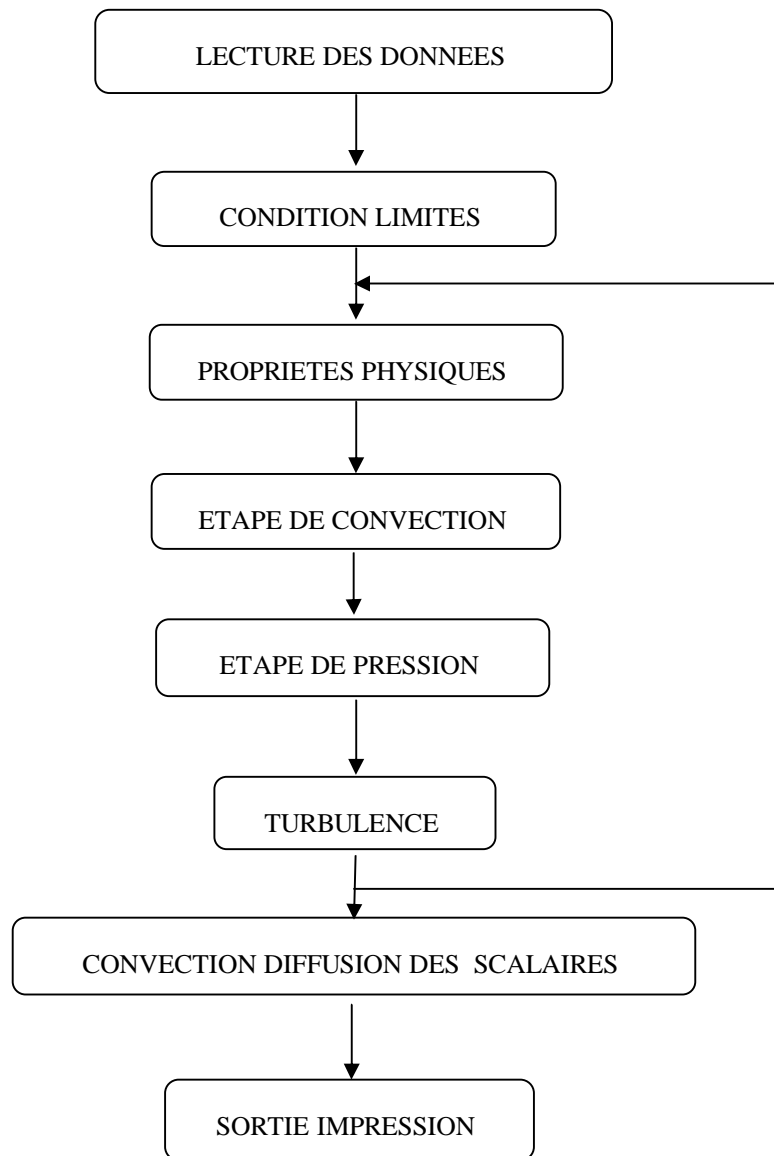 LECTURE DES DONNEES
CONDITION LIMITES
PROPRIETES PHYSIQUES
ETAPE DE CONVECTION
ETAPE DE PRESSION
TURBULENCE
CONVECTION DIFFUSION DES SCALAIRES
SORTIE IMPRESSION